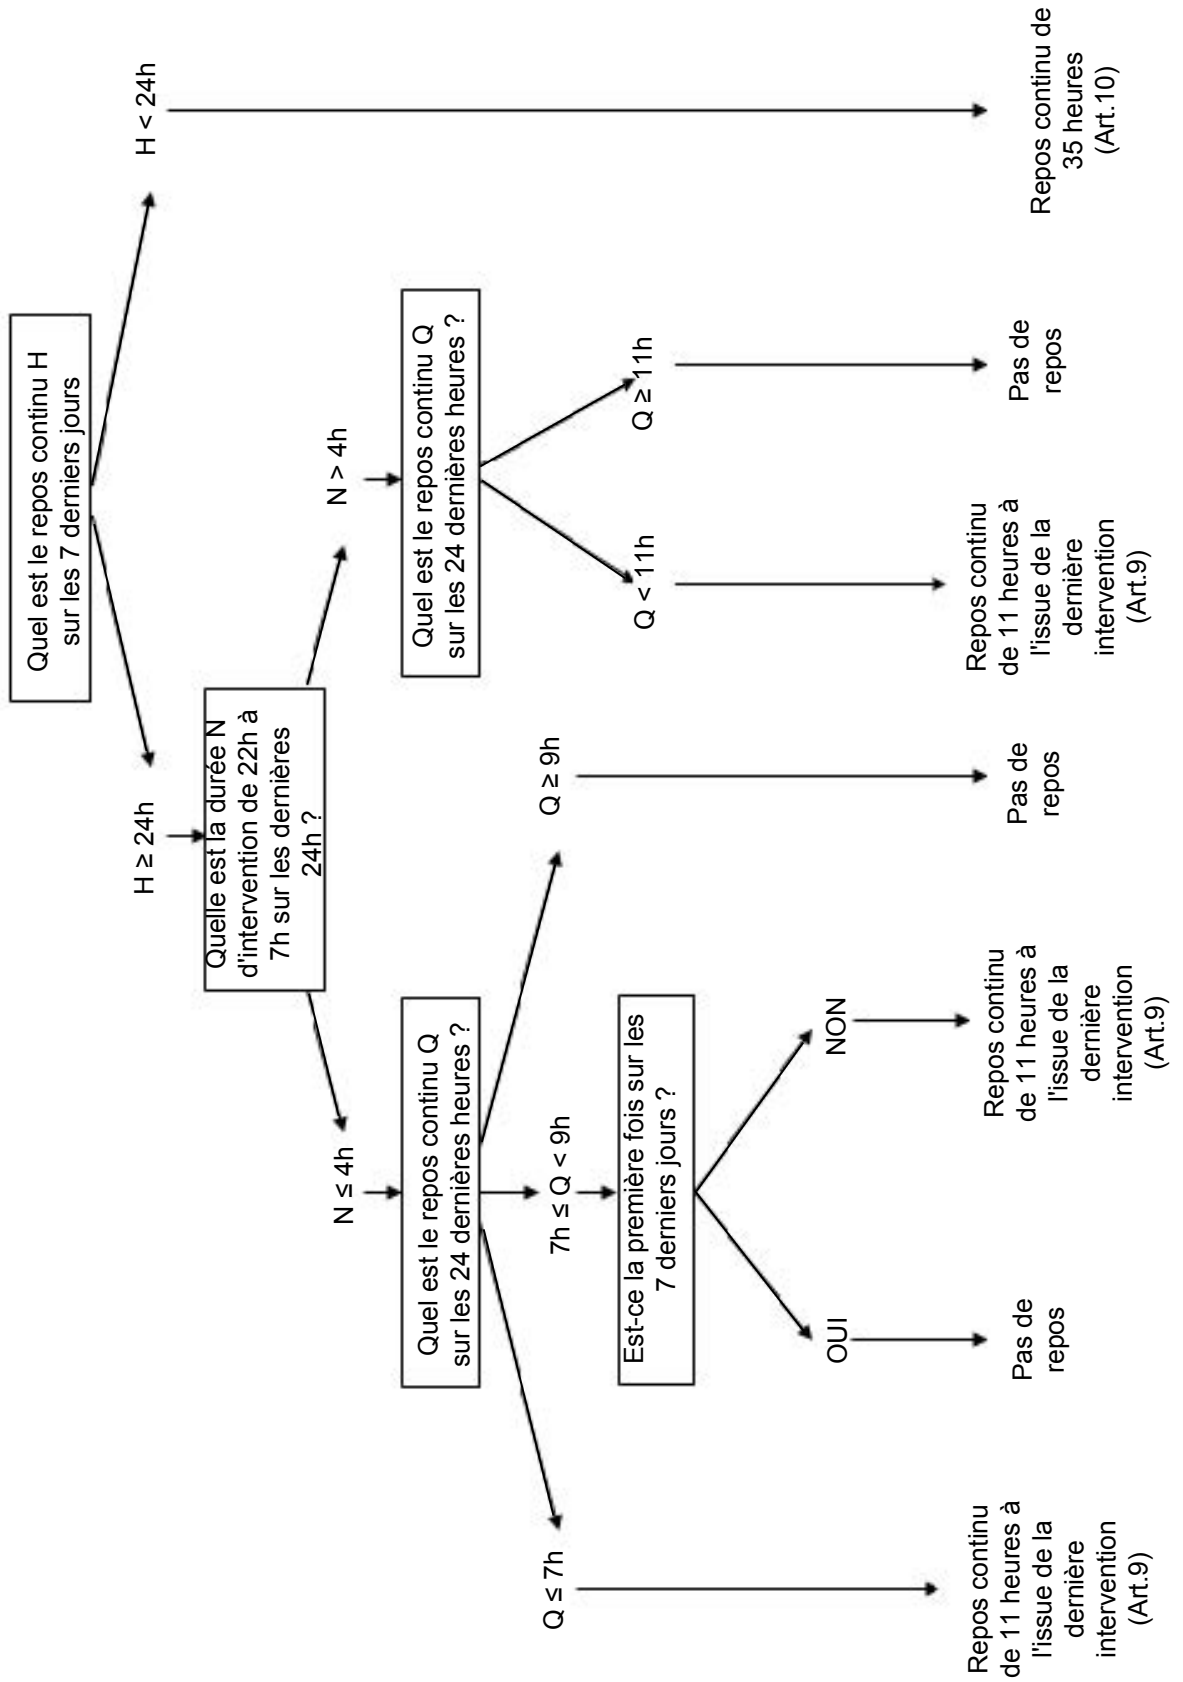 Quel est le repos continu H
sur les 7 derniers jours
H ≥ 24h
H < 24h
Quelle est la durée N
d'intervention de 22h à
7h sur les dernières
24h ?
N ≤ 4h
N > 4h
Quel est le repos continu Q
sur les 24 dernières heures ?
Quel est le repos continu Q
sur les 24 dernières heures ?
Q ≤ 7h
7h ≤ Q < 9h
Q ≥ 9h
Q < 11h
Q ≥ 11h
Est-ce la première fois sur les
7 derniers jours ?
OUI
NON
Repos continu
de 11 heures à
l'issue de la
dernière
intervention
(Art.9)
Pas de
repos
Repos continu
de 11 heures à
l'issue de la
dernière
intervention
(Art.9)
Pas de
repos
Repos continu
de 11 heures à
l'issue de la
dernière
intervention
(Art.9)
Pas de
repos
Repos continu de
35 heures
(Art.10)